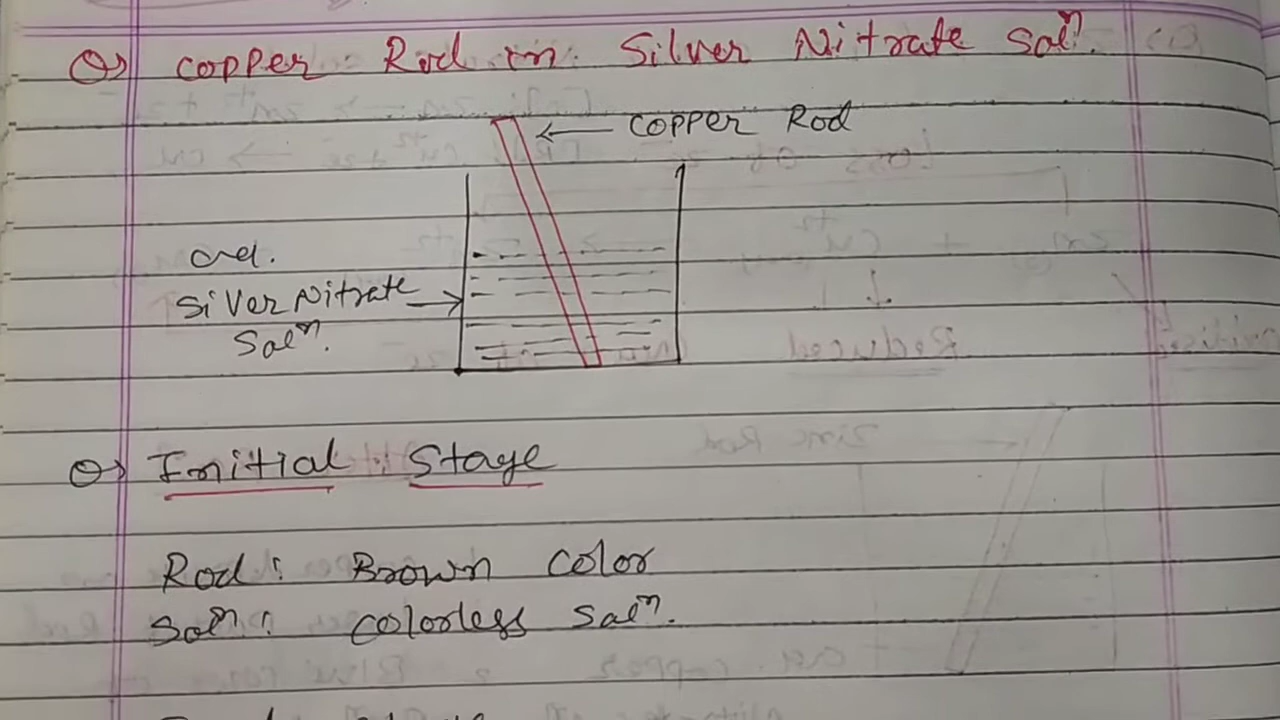 copper Rod in Silver Nitrate Solⁿ.
← copper Rod
aq.
Silver Nitrate →
Solⁿ.
Initial Stage
Rod: Brown Color
Solⁿ: Colorless Solⁿ.